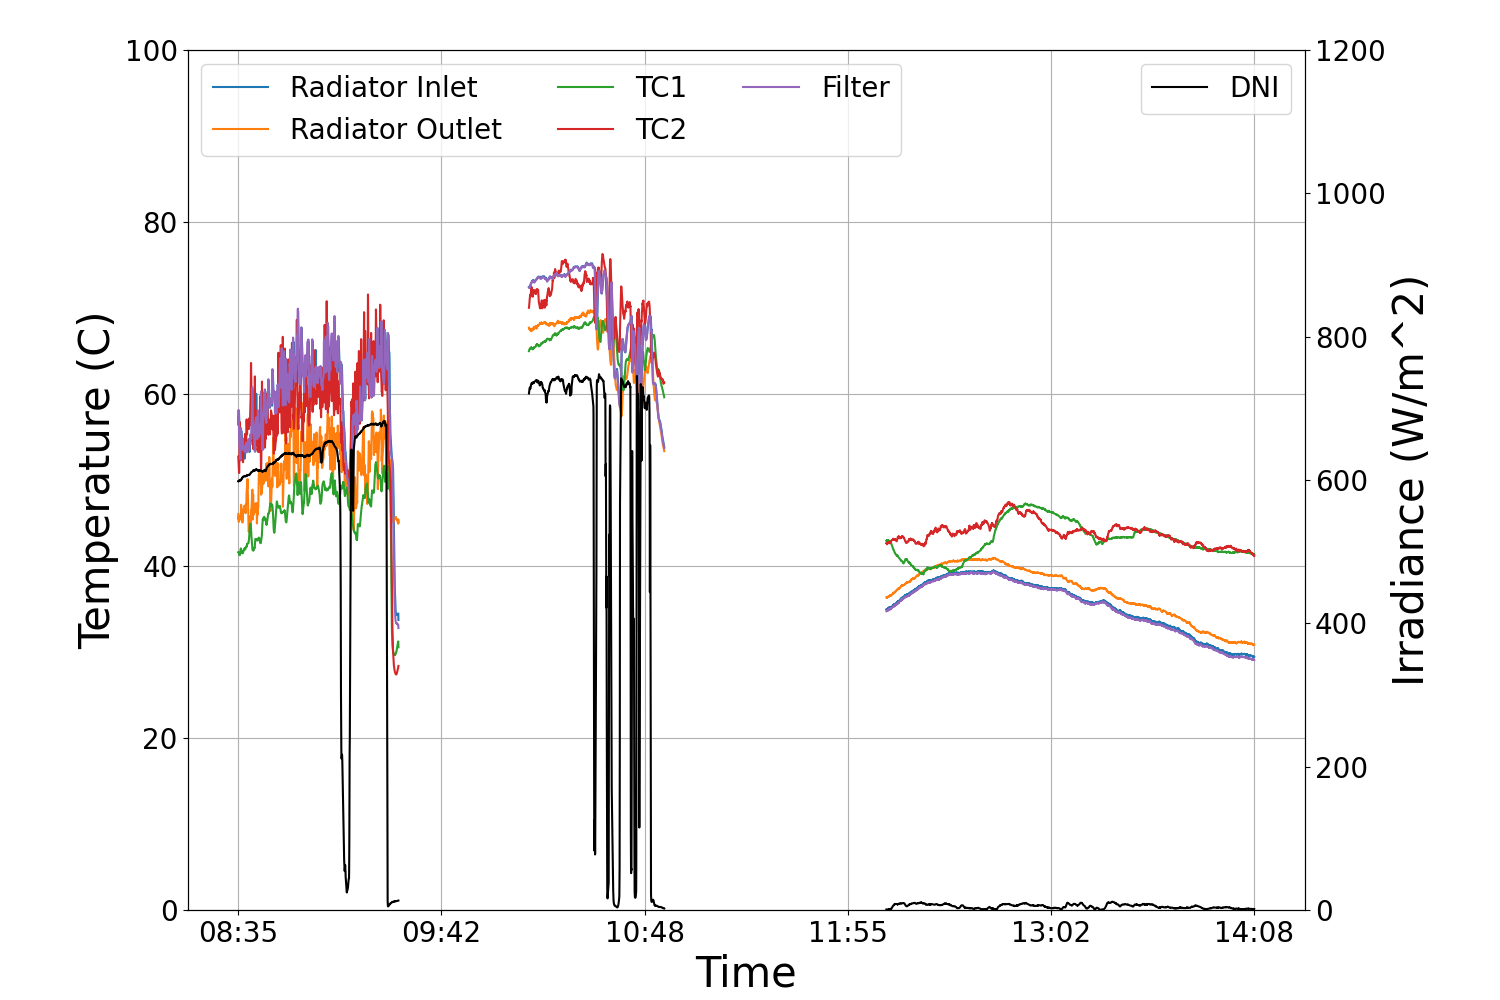 100
80
60
40
20
0
Temperature (C)
Radiator Inlet
Radiator Outlet
TC1
TC2
Filter
DNI
1200
1000
800
600
400
200
0
Irradiance (W/m^2)
08:35
09:42
10:48
11:55
13:02
14:08
Time